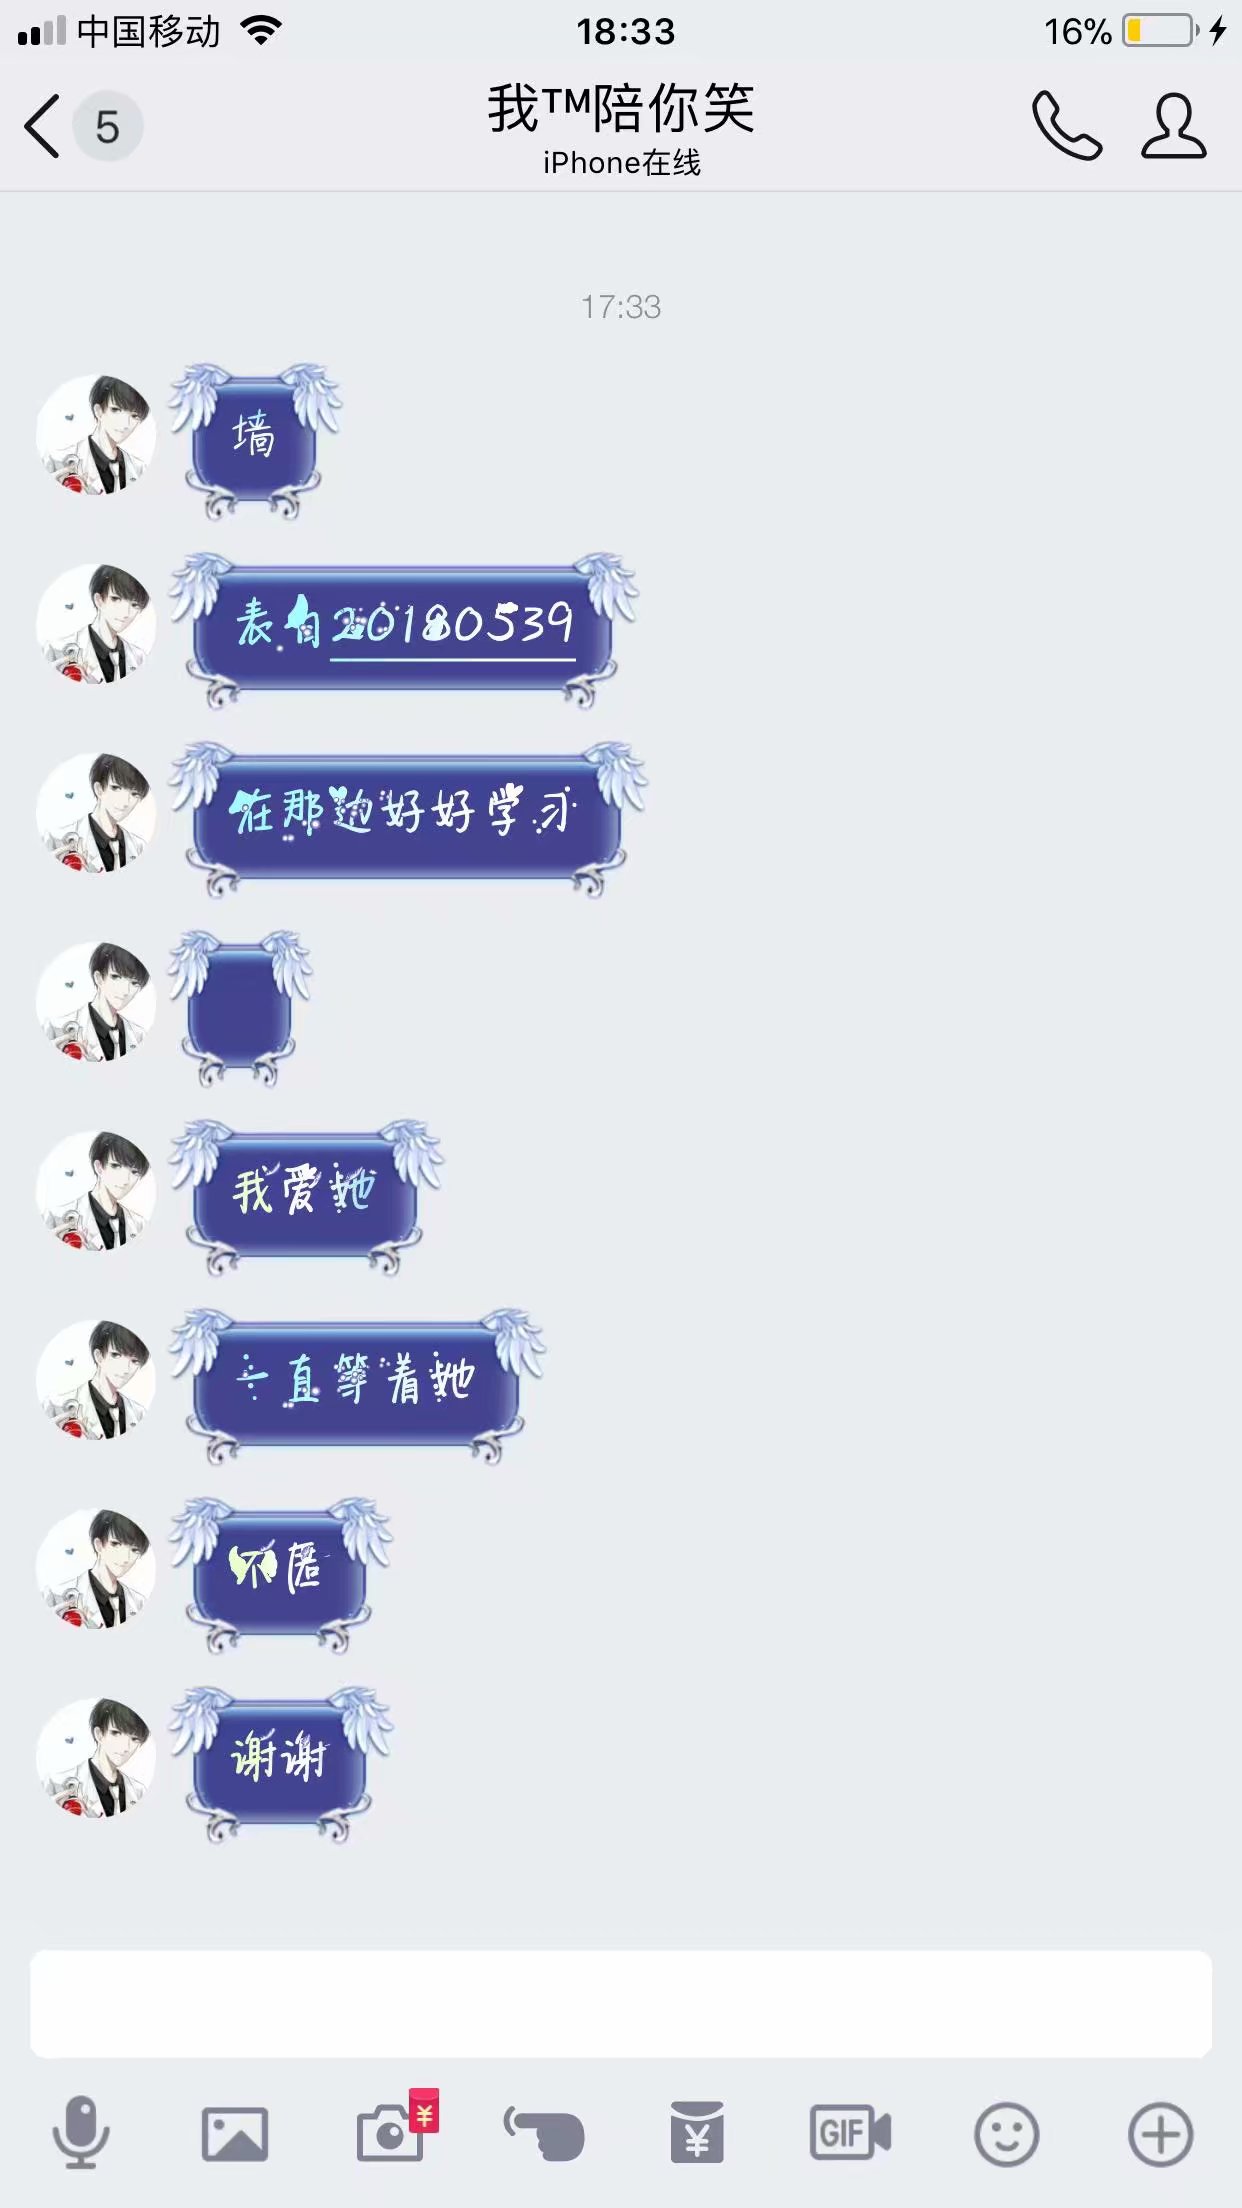 中国移动
18:33
16%
5
我™陪你笑
iPhone在线
17:33
墙
表白20180539
在那边好好学习
我爱她
一直等着她
不匿
谢谢
¥
¥
GIF